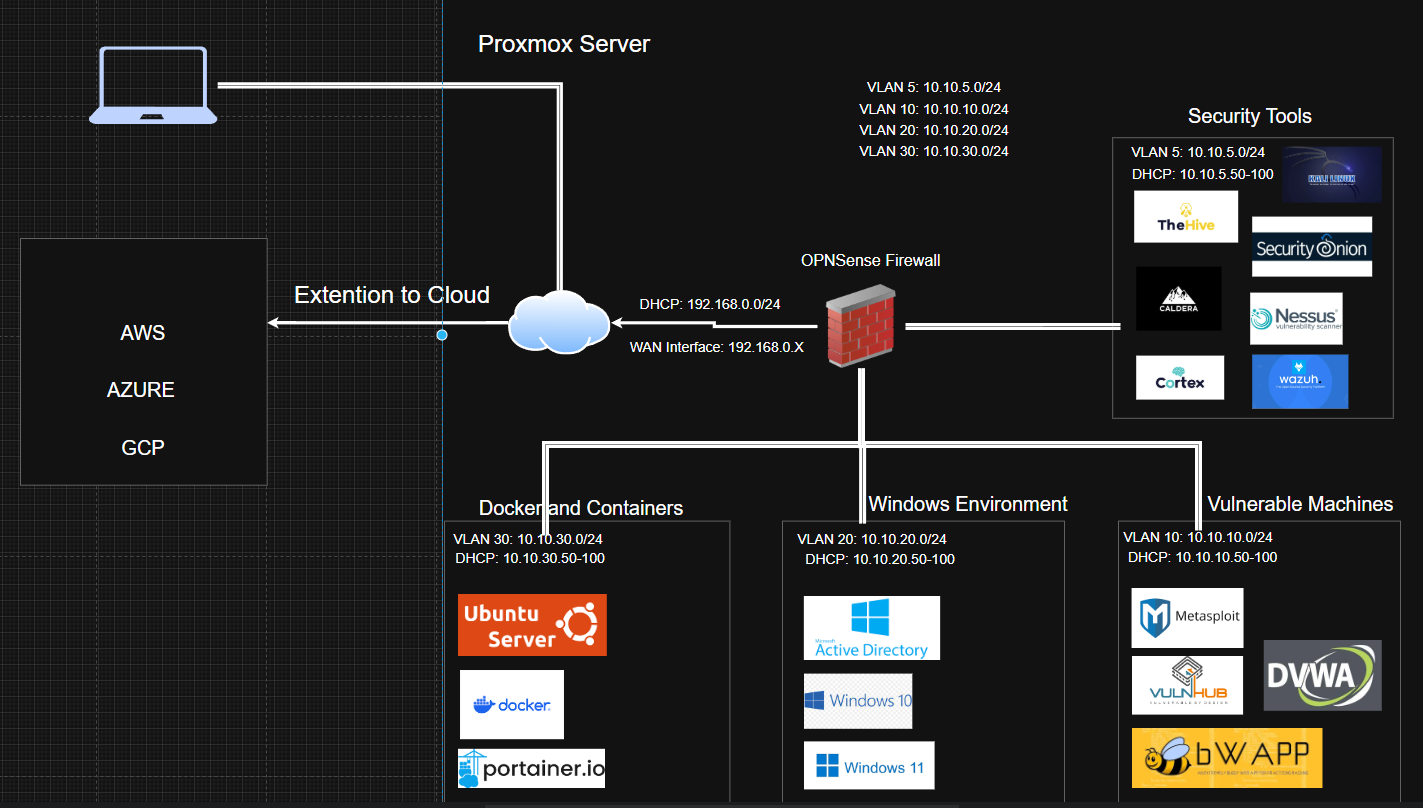 Proxmox Server
VLAN 5: 10.10.5.0/24
VLAN 10: 10.10.10.0/24
VLAN 20: 10.10.20.0/24
VLAN 30: 10.10.30.0/24
Security Tools
VLAN 5: 10.10.5.0/24
DHCP: 10.10.5.50-100
KALI LINUX
TheHive
Security Onion
CALDERA
Nessus
vulnerability scanner
Cortex
wazuh.
OPNSense Firewall
DHCP: 192.168.0.0/24
WAN Interface: 192.168.0.X
Extention to Cloud
AWS
AZURE
GCP
Docker and Containers
VLAN 30: 10.10.30.0/24
DHCP: 10.10.30.50-100
Ubuntu
Server
docker
portainer.io
Windows Environment
VLAN 20: 10.10.20.0/24
DHCP: 10.10.20.50-100
Microsoft
Active Directory
Windows 10
Windows 11
Vulnerable Machines
VLAN 10: 10.10.10.0/24
DHCP: 10.10.10.50-100
Metasploit
VULNHUB
VULNERABLE BY DESIGN
DVWA
bWAPP